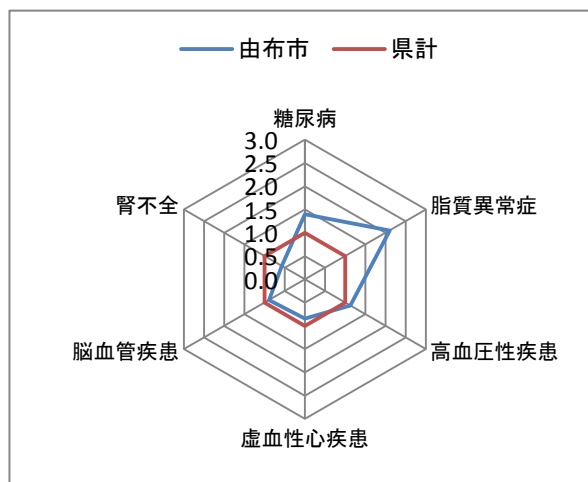 由布市 県計
糖尿病
3.0
2.5
2.0
1.5
1.0
0.5
0.0
脂質異常症
高血圧性疾患
虚血性心疾患
脳血管疾患
腎不全